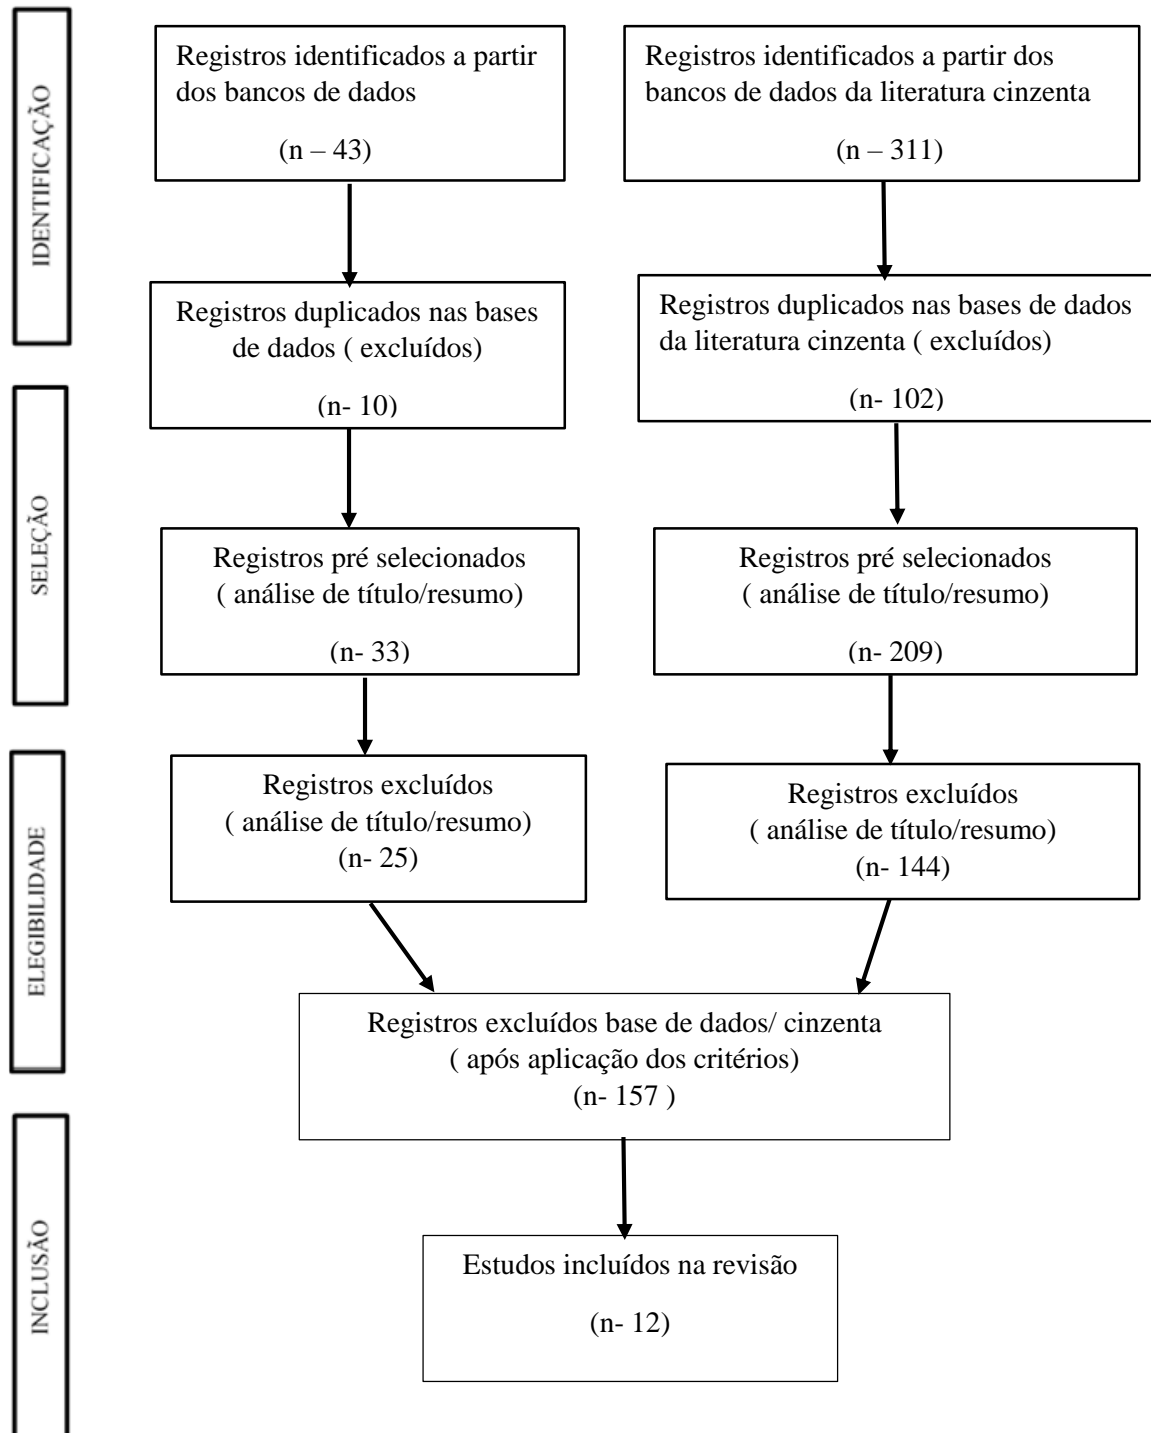 IDENTIFICAÇÃO
Registros identificados a partir
dos bancos de dados
(n – 43)
Registros identificados a partir dos
bancos de dados da literatura cinzenta
(n – 311)
Registros duplicados nas bases
de dados ( excluídos)
(n- 10)
Registros duplicados nas bases de dados
da literatura cinzenta ( excluídos)
(n- 102)
SELEÇÃO
Registros pré selecionados
( análise de título/resumo)
(n- 33)
Registros pré selecionados
( análise de título/resumo)
(n- 209)
ELEGIBILIDADE
Registros excluídos
( análise de título/resumo)
(n- 25)
Registros excluídos
( análise de título/resumo)
(n- 144)
Registros excluídos base de dados/ cinzenta
( após aplicação dos critérios)
(n- 157 )
INCLUSÃO
Estudos incluídos na revisão
(n- 12)